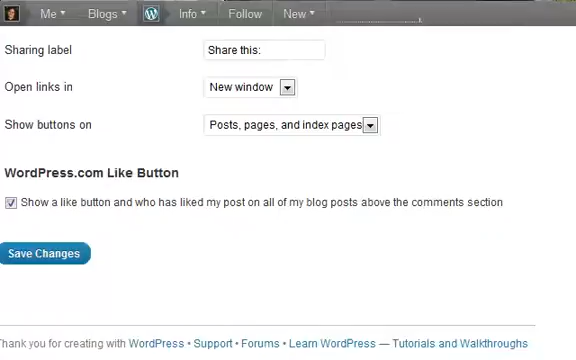 Me Blogs Info Follow New
Sharing label Share this:
Open links in New window
Show buttons on Posts, pages, and index pages
WordPress.com Like Button
Show a like button and who has liked my post on all of my blog posts above the comments section
Save Changes
Thank you for creating with WordPress • Support • Forums • Learn WordPress — Tutorials and Walkthroughs